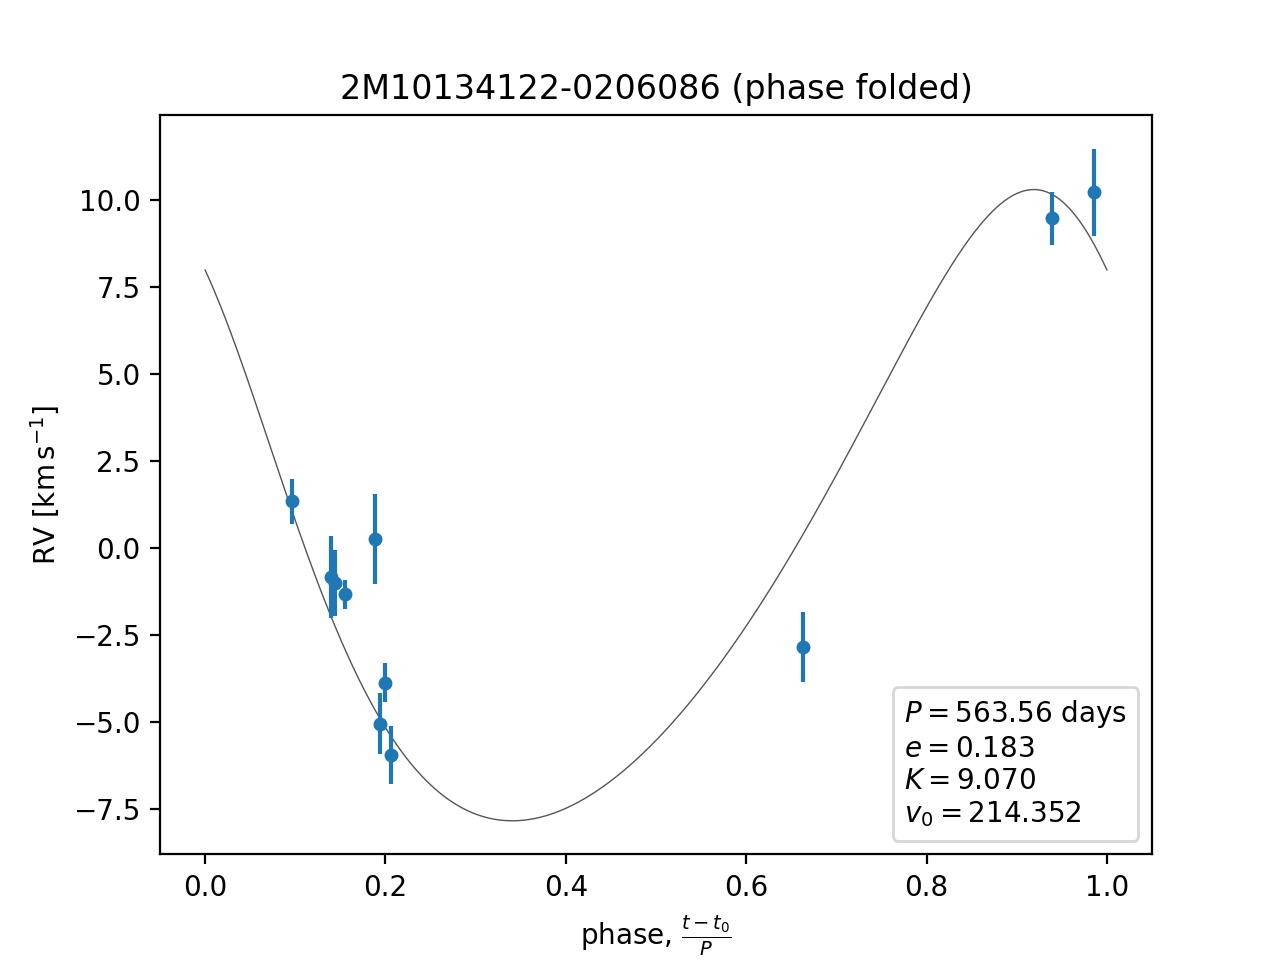 2M10134122-0206086 (phase folded)
RV [km s⁻¹]
10.0
7.5
5.0
2.5
0.0
−2.5
−5.0
−7.5
P = 563.56 days
e = 0.183
K = 9.070
v₀ = 214.352
0.0 0.2 0.4 0.6 0.8 1.0
phase, (t − t₀)/P